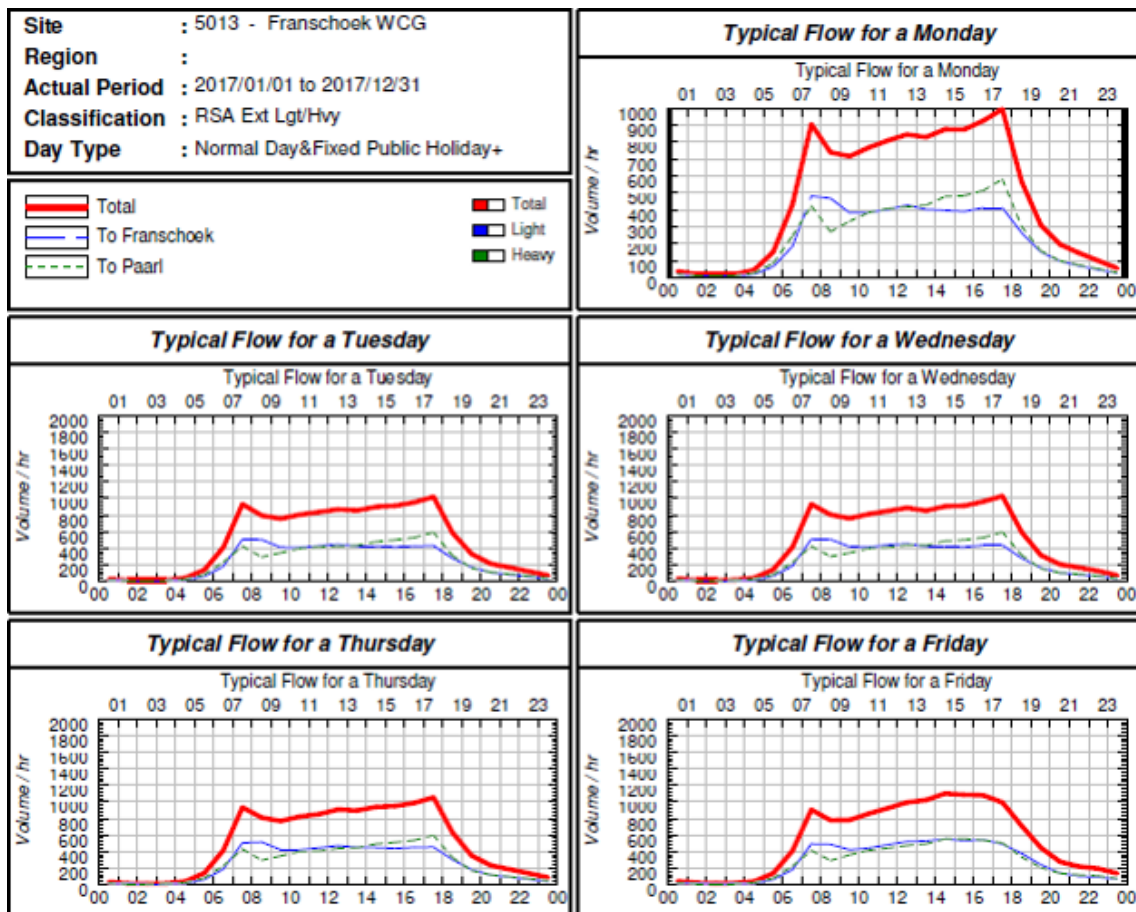 Site : 5013 - Franschoek WCG
Region :
Actual Period : 2017/01/01 to 2017/12/31
Classification : RSA Ext Lgt/Hvy
Day Type : Normal Day&Fixed Public Holiday+
Total
To Franschoek
To Paarl
Total
Light
Heavy
Typical Flow for a Monday
Typical Flow for a Monday
01 03 05 07 09 11 13 15 17 19 21 23
1000
900
800
700
600
500
400
300
200
100
0
Volume / hr
00 02 04 06 08 10 12 14 16 18 20 22 00
Typical Flow for a Tuesday
Typical Flow for a Tuesday
01 03 05 07 09 11 13 15 17 19 21 23
2000
1800
1600
1400
1200
1000
800
600
400
200
0
Volume / hr
00 02 04 06 08 10 12 14 16 18 20 22 00
Typical Flow for a Wednesday
Typical Flow for a Wednesday
01 03 05 07 09 11 13 15 17 19 21 23
2000
1800
1600
1400
1200
1000
800
600
400
200
0
Volume / hr
00 02 04 06 08 10 12 14 16 18 20 22 00
Typical Flow for a Thursday
Typical Flow for a Thursday
01 03 05 07 09 11 13 15 17 19 21 23
2000
1800
1600
1400
1200
1000
800
600
400
200
0
Volume / hr
00 02 04 06 08 10 12 14 16 18 20 22 00
Typical Flow for a Friday
Typical Flow for a Friday
01 03 05 07 09 11 13 15 17 19 21 23
2000
1800
1600
1400
1200
1000
800
600
400
200
0
Volume / hr
00 02 04 06 08 10 12 14 16 18 20 22 00